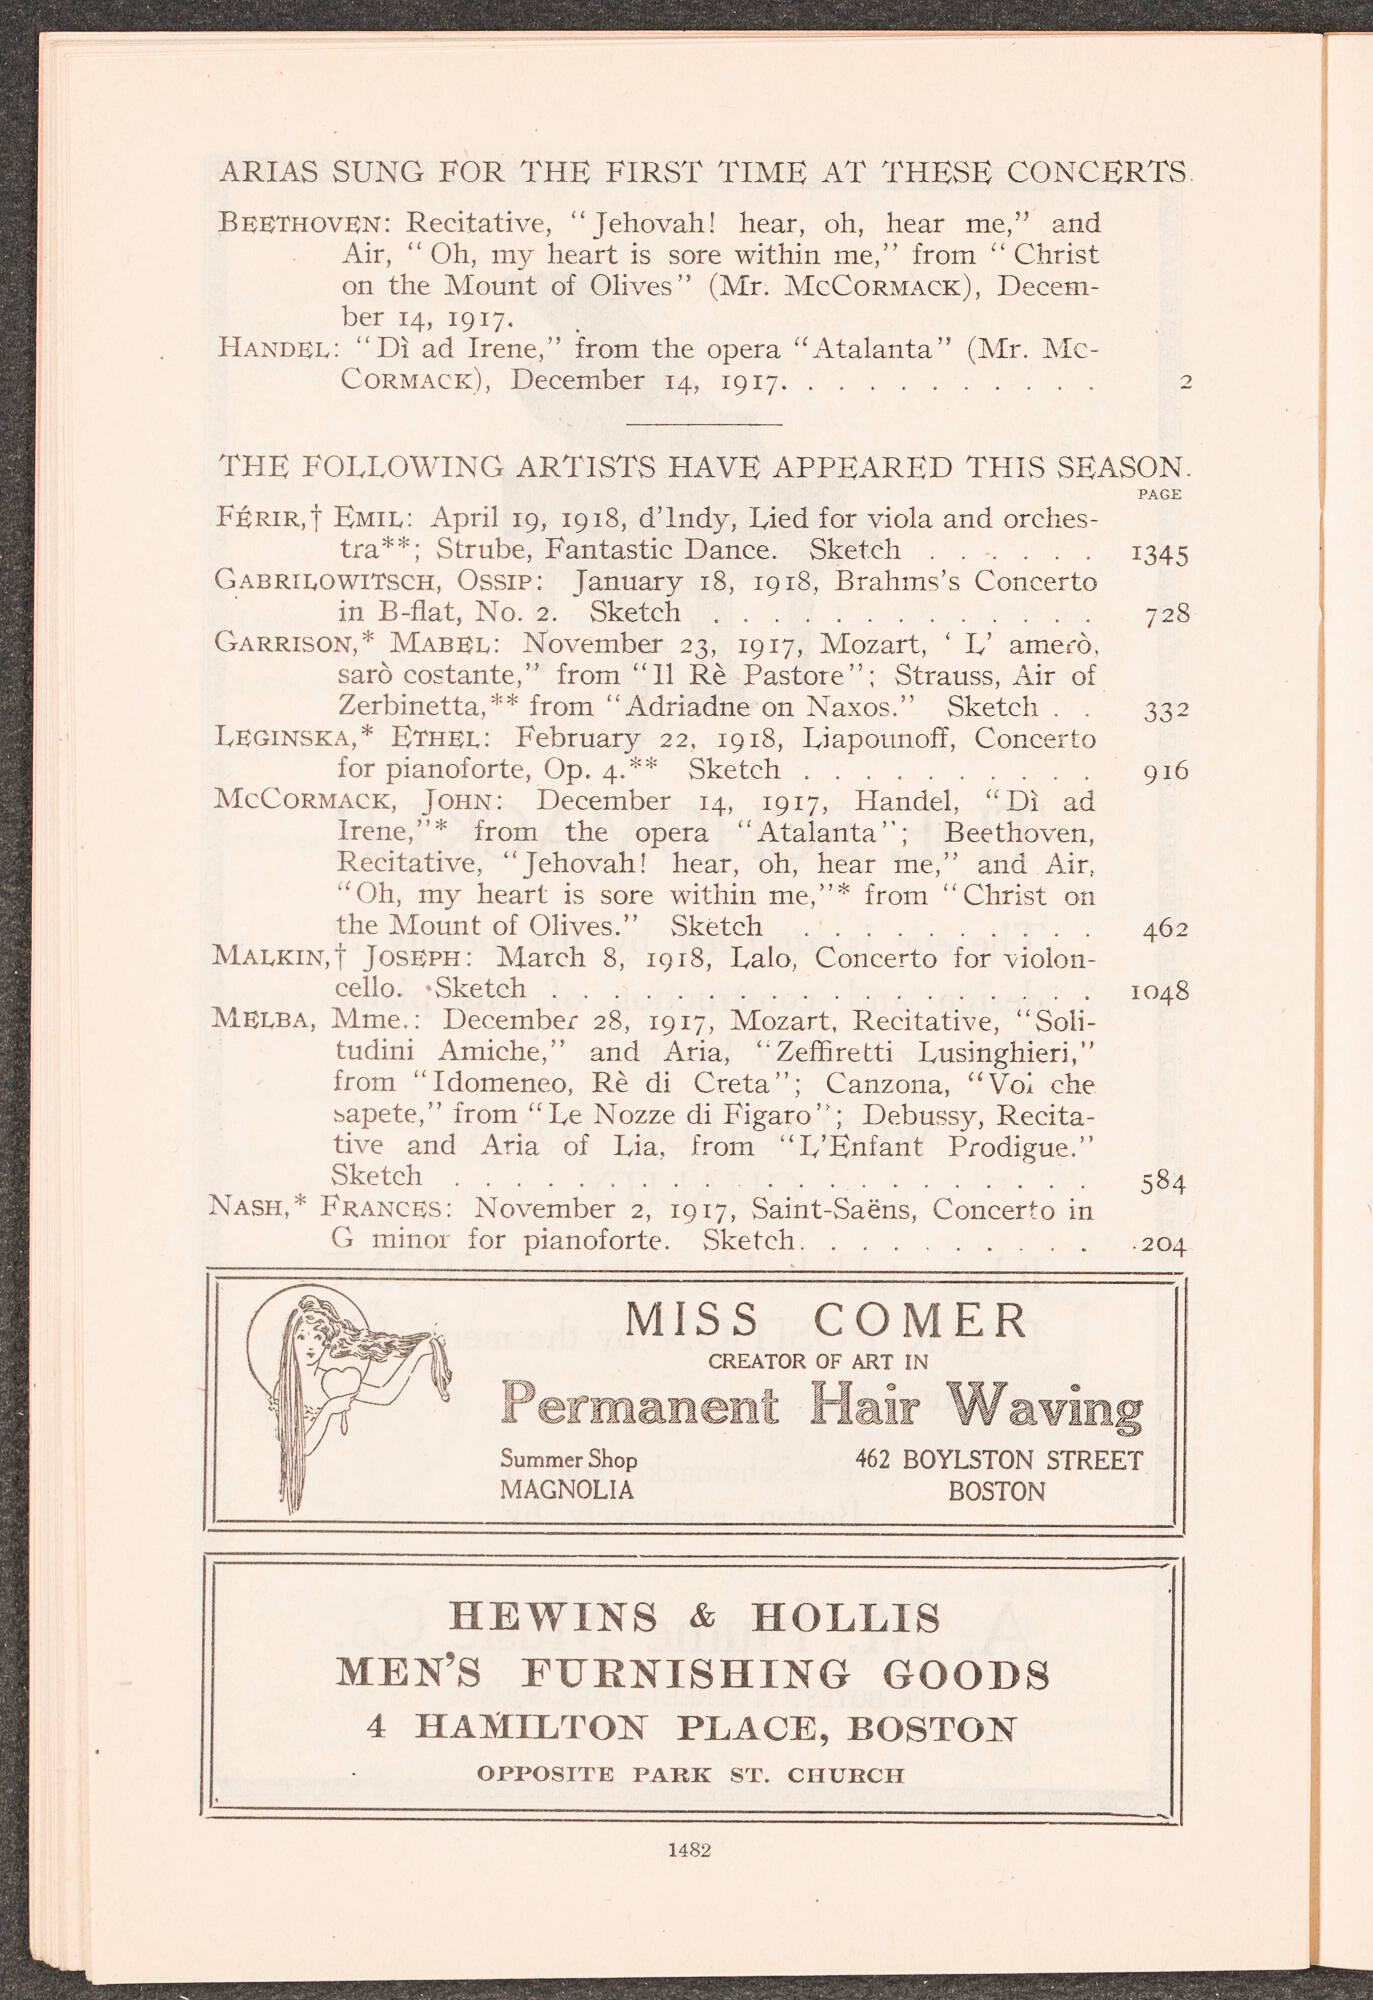 ARIAS SUNG FOR THE FIRST TIME AT THESE CONCERTS.
BEETHOVEN: Recitative, “Jehovah! hear, oh, hear me,” and
Air, “Oh, my heart is sore within me,” from “Christ
on the Mount of Olives” (Mr. MCCORMACK), Decem-
ber 14, 1917.
HANDEL: “Dì ad Irene,” from the opera “Atalanta” (Mr. MC-
CORMACK), December 14, 1917. . . . . . . . . . . 2
THE FOLLOWING ARTISTS HAVE APPEARED THIS SEASON.
PAGE
FÉRIR,† EMIL: April 19, 1918, d’Indy, Lied for viola and orches-
tra**; Strube, Fantastic Dance. Sketch . . . . . . 1345
GABRILOWITSCH, OSSIP: January 18, 1918, Brahms’s Concerto
in B-flat, No. 2. Sketch . . . . . . . . . . . . . 728
GARRISON,* MABEL: November 23, 1917, Mozart, ‘ L’ amerò,
sarò costante,” from “Il Rè Pastore”; Strauss, Air of
Zerbinetta,** from “Adriadne on Naxos.” Sketch . . 332
LEGINSKA,* ETHEL: February 22, 1918, Liapounoff, Concerto
for pianoforte, Op. 4.** Sketch . . . . . . . . . . 916
MCCORMACK, JOHN: December 14, 1917, Handel, “Dì ad
Irene,”* from the opera “Atalanta”; Beethoven,
Recitative, “Jehovah! hear, oh, hear me,” and Air,
“Oh, my heart is sore within me,”* from “Christ on
the Mount of Olives.” Sketch . . . . . . . . . . 462
MALKIN,† JOSEPH: March 8, 1918, Lalo, Concerto for violon-
cello. Sketch . . . . . . . . . . . . . . . . . . 1048
MELBA, Mme.: December 28, 1917, Mozart, Recitative, “Soli-
tudini Amiche,” and Aria, “Zeffiretti Lusinghieri,”
from “Idomeneo, Rè di Creta”; Canzona, “Voi che
sapete,” from “Le Nozze di Figaro”; Debussy, Recita-
tive and Aria of Lia, from “L’Enfant Prodigue.”
Sketch . . . . . . . . . . . . . . . . . . . . . 584
NASH,* FRANCES: November 2, 1917, Saint-Saëns, Concerto in
G minor for pianoforte. Sketch. . . . . . . . . . . 204
MISS COMER
CREATOR OF ART IN
Permanent Hair Waving
Summer Shop 462 BOYLSTON STREET
MAGNOLIA BOSTON
HEWINS & HOLLIS
MEN’S FURNISHING GOODS
4 HAMILTON PLACE, BOSTON
OPPOSITE PARK ST. CHURCH
1482